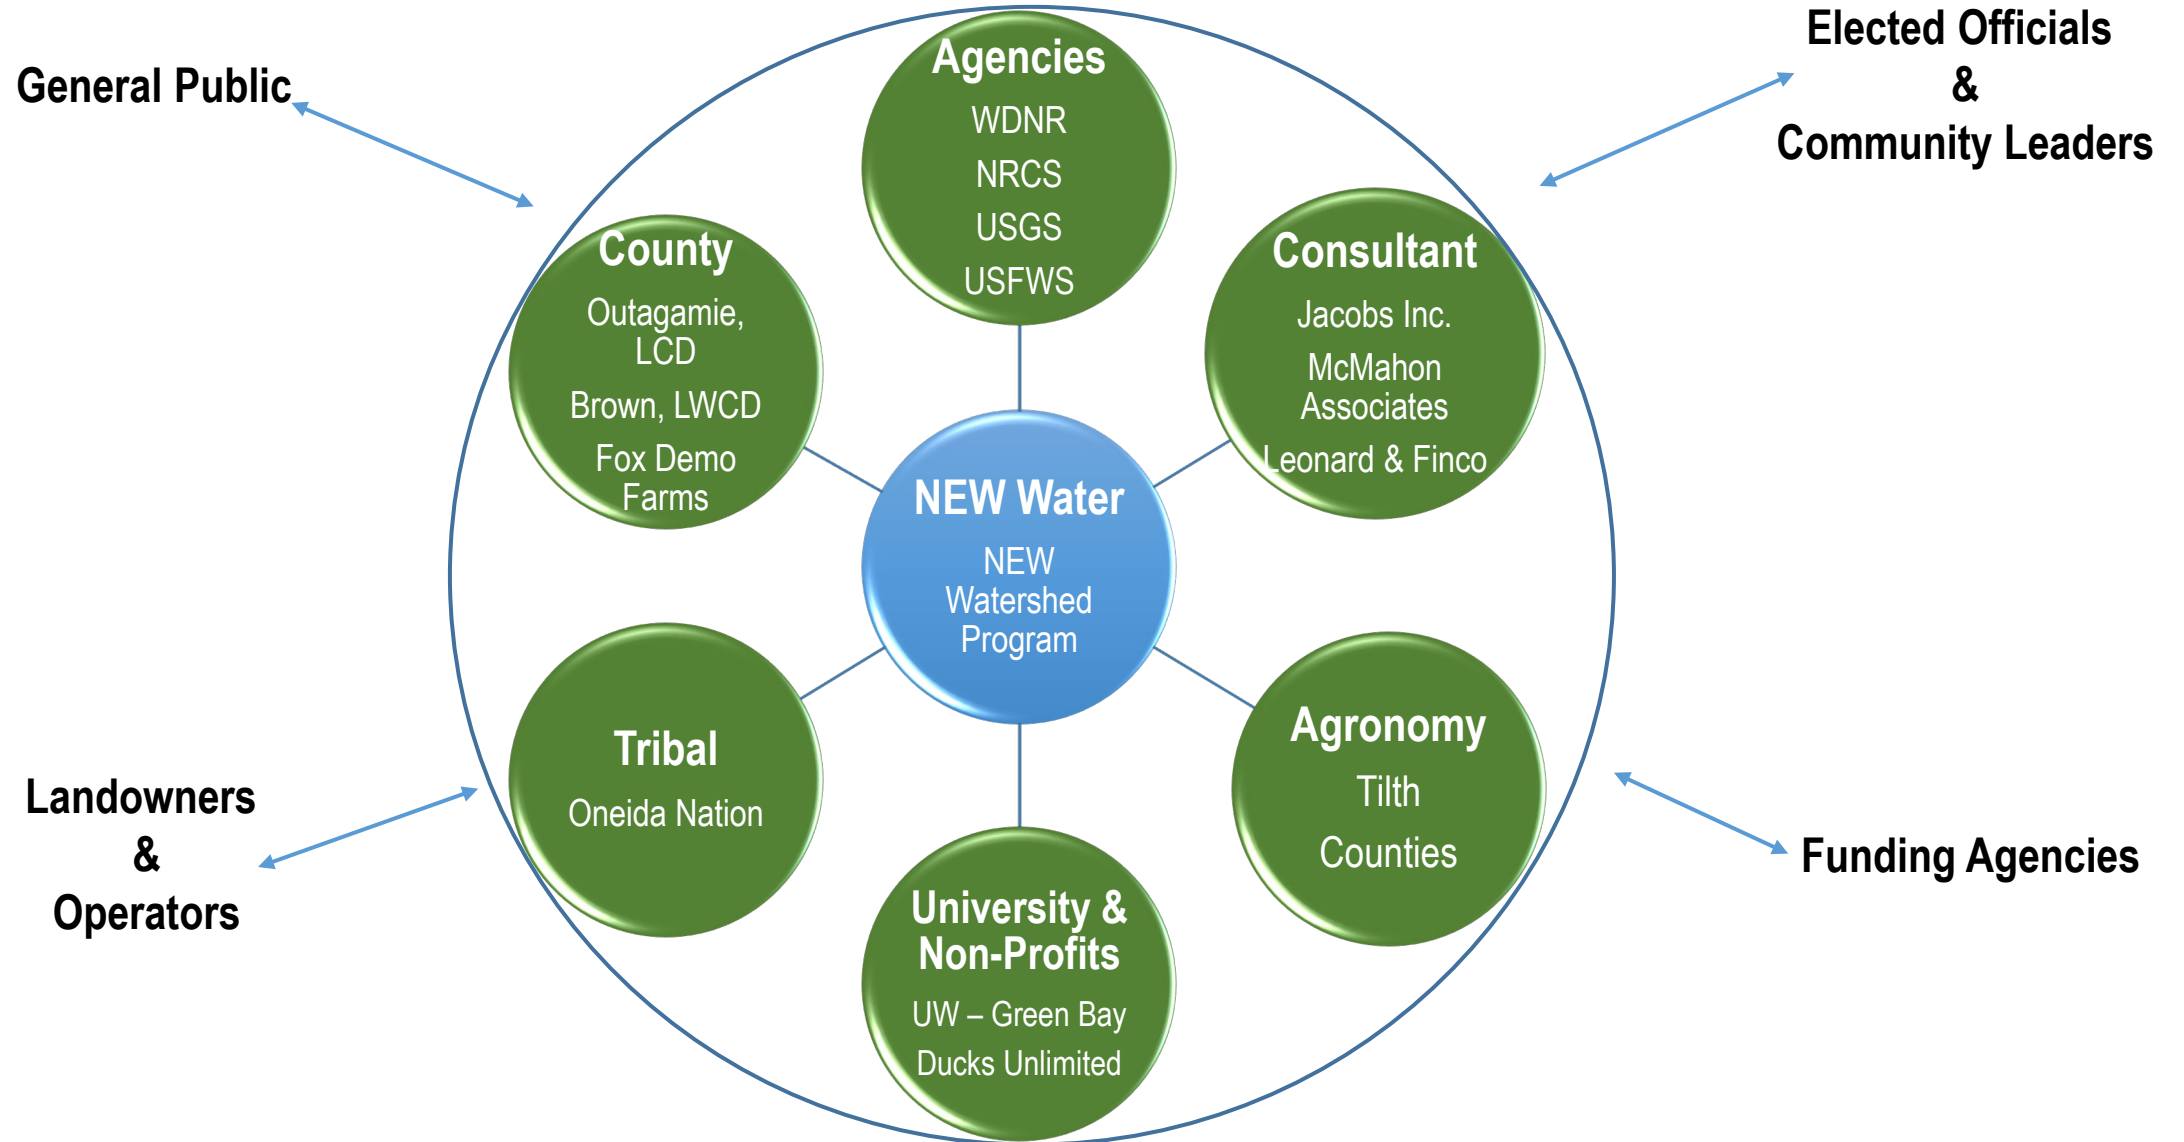 General Public
Elected Officials
&
Community Leaders
Agencies
WDNR
NRCS
USGS
USFWS
County
Outagamie,
LCD
Brown, LWCD
Fox Demo
Farms
Consultant
Jacobs Inc.
McMahon
Associates
Leonard & Finco
NEW Water
NEW
Watershed
Program
Tribal
Oneida Nation
Agronomy
Tilth
Counties
University &
Non-Profits
UW – Green Bay
Ducks Unlimited
Landowners
&
Operators
Funding Agencies